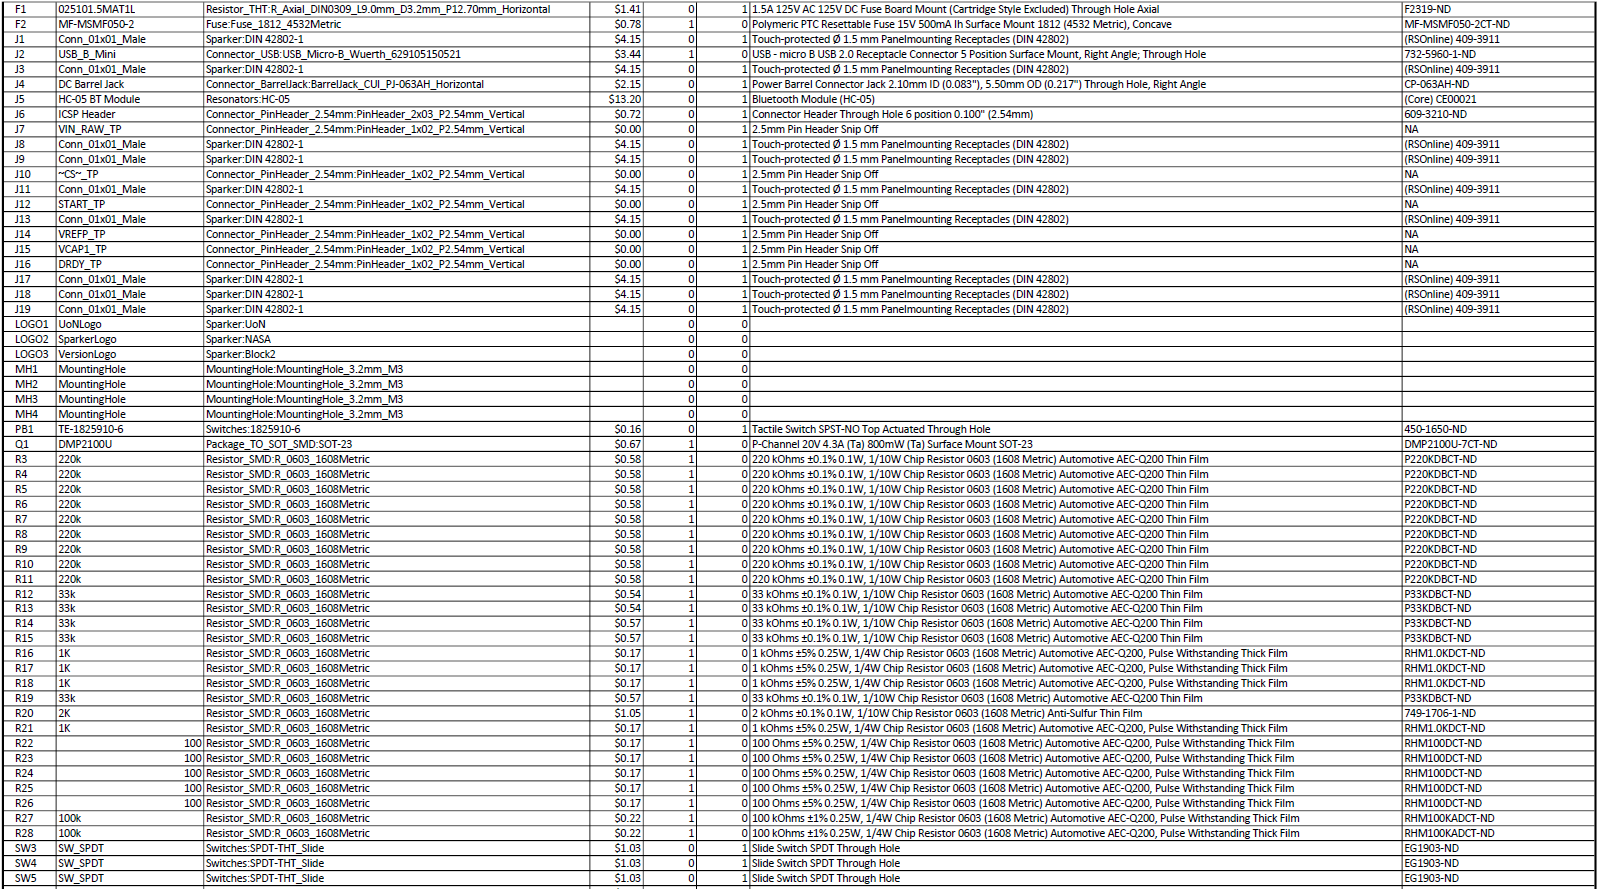 F1 025101.5MAT1L Resistor_THT:R_Axial_DIN0309_L9.0mm_D3.2mm_P12.70mm_Horizontal $1.41 0 1 1.5A 125V AC 125V DC Fuse Board Mount (Cartridge Style Excluded) Through Hole Axial F2319-ND
F2 MF-MSMF050-2 Fuse:Fuse_1812_4532Metric $0.78 1 0 Polymeric PTC Resettable Fuse 15V 500mA Ih Surface Mount 1812 (4532 Metric), Concave MF-MSMF050-2CT-ND
J1 Conn_01x01_Male Sparker:DIN 42802-1 $4.15 0 1 Touch-protected Ø 1.5 mm Panelmounting Receptacles (DIN 42802) (RSOnline) 409-3911
J2 USB_B_Mini Connector_USB:USB_Micro-B_Wuerth_629105150521 $3.44 1 0 USB - micro B USB 2.0 Receptacle Connector 5 Position Surface Mount, Right Angle; Through Hole 732-5960-1-ND
J3 Conn_01x01_Male Sparker:DIN 42802-1 $4.15 0 1 Touch-protected Ø 1.5 mm Panelmounting Receptacles (DIN 42802) (RSOnline) 409-3911
J4 DC Barrel Jack Connector_BarrelJack:BarrelJack_CUI_PJ-063AH_Horizontal $2.15 0 1 Power Barrel Connector Jack 2.10mm ID (0.083"), 5.50mm OD (0.217") Through Hole, Right Angle CP-063AH-ND
J5 HC-05 BT Module Resonators:HC-05 $13.20 0 1 Bluetooth Module (HC-05) (Core) CE00021
J6 ICSP Header Connector_PinHeader_2.54mm:PinHeader_2x03_P2.54mm_Vertical $0.72 0 1 Connector Header Through Hole 6 position 0.100" (2.54mm) 609-3210-ND
J7 VIN_RAW_TP Connector_PinHeader_2.54mm:PinHeader_1x02_P2.54mm_Vertical $0.00 0 1 2.5mm Pin Header Snip Off NA
J8 Conn_01x01_Male Sparker:DIN 42802-1 $4.15 0 1 Touch-protected Ø 1.5 mm Panelmounting Receptacles (DIN 42802) (RSOnline) 409-3911
J9 Conn_01x01_Male Sparker:DIN 42802-1 $4.15 0 1 Touch-protected Ø 1.5 mm Panelmounting Receptacles (DIN 42802) (RSOnline) 409-3911
J10 ~CS~_TP Connector_PinHeader_2.54mm:PinHeader_1x02_P2.54mm_Vertical $0.00 0 1 2.5mm Pin Header Snip Off NA
J11 Conn_01x01_Male Sparker:DIN 42802-1 $4.15 0 1 Touch-protected Ø 1.5 mm Panelmounting Receptacles (DIN 42802) (RSOnline) 409-3911
J12 START_TP Connector_PinHeader_2.54mm:PinHeader_1x02_P2.54mm_Vertical $0.00 0 1 2.5mm Pin Header Snip Off NA
J13 Conn_01x01_Male Sparker:DIN 42802-1 $4.15 0 1 Touch-protected Ø 1.5 mm Panelmounting Receptacles (DIN 42802) (RSOnline) 409-3911
J14 VREFP_TP Connector_PinHeader_2.54mm:PinHeader_1x02_P2.54mm_Vertical $0.00 0 1 2.5mm Pin Header Snip Off NA
J15 VCAP1_TP Connector_PinHeader_2.54mm:PinHeader_1x02_P2.54mm_Vertical $0.00 0 1 2.5mm Pin Header Snip Off NA
J16 DRDY_TP Connector_PinHeader_2.54mm:PinHeader_1x02_P2.54mm_Vertical $0.00 0 1 2.5mm Pin Header Snip Off NA
J17 Conn_01x01_Male Sparker:DIN 42802-1 $4.15 0 1 Touch-protected Ø 1.5 mm Panelmounting Receptacles (DIN 42802) (RSOnline) 409-3911
J18 Conn_01x01_Male Sparker:DIN 42802-1 $4.15 0 1 Touch-protected Ø 1.5 mm Panelmounting Receptacles (DIN 42802) (RSOnline) 409-3911
J19 Conn_01x01_Male Sparker:DIN 42802-1 $4.15 0 1 Touch-protected Ø 1.5 mm Panelmounting Receptacles (DIN 42802) (RSOnline) 409-3911
LOGO1 UoNLogo Sparker:UoN 0 0
LOGO2 SparkerLogo Sparker:NASA 0 0
LOGO3 VersionLogo Sparker:Block2 0 0
MH1 MountingHole MountingHole:MountingHole_3.2mm_M3 0 0
MH2 MountingHole MountingHole:MountingHole_3.2mm_M3 0 0
MH3 MountingHole MountingHole:MountingHole_3.2mm_M3 0 0
MH4 MountingHole MountingHole:MountingHole_3.2mm_M3 0 0
PB1 TE-1825910-6 Switches:1825910-6 $0.16 0 1 Tactile Switch SPST-NO Top Actuated Through Hole 450-1650-ND
Q1 DMP2100U Package_TO_SOT_SMD:SOT-23 $0.67 1 0 P-Channel 20V 4.3A (Ta) 800mW (Ta) Surface Mount SOT-23 DMP2100U-7CT-ND
R3 220k Resistor_SMD:R_0603_1608Metric $0.58 1 0 220 kOhms ±0.1% 0.1W, 1/10W Chip Resistor 0603 (1608 Metric) Automotive AEC-Q200 Thin Film P220KDBCT-ND
R4 220k Resistor_SMD:R_0603_1608Metric $0.58 1 0 220 kOhms ±0.1% 0.1W, 1/10W Chip Resistor 0603 (1608 Metric) Automotive AEC-Q200 Thin Film P220KDBCT-ND
R5 220k Resistor_SMD:R_0603_1608Metric $0.58 1 0 220 kOhms ±0.1% 0.1W, 1/10W Chip Resistor 0603 (1608 Metric) Automotive AEC-Q200 Thin Film P220KDBCT-ND
R6 220k Resistor_SMD:R_0603_1608Metric $0.58 1 0 220 kOhms ±0.1% 0.1W, 1/10W Chip Resistor 0603 (1608 Metric) Automotive AEC-Q200 Thin Film P220KDBCT-ND
R7 220k Resistor_SMD:R_0603_1608Metric $0.58 1 0 220 kOhms ±0.1% 0.1W, 1/10W Chip Resistor 0603 (1608 Metric) Automotive AEC-Q200 Thin Film P220KDBCT-ND
R8 220k Resistor_SMD:R_0603_1608Metric $0.58 1 0 220 kOhms ±0.1% 0.1W, 1/10W Chip Resistor 0603 (1608 Metric) Automotive AEC-Q200 Thin Film P220KDBCT-ND
R9 220k Resistor_SMD:R_0603_1608Metric $0.58 1 0 220 kOhms ±0.1% 0.1W, 1/10W Chip Resistor 0603 (1608 Metric) Automotive AEC-Q200 Thin Film P220KDBCT-ND
R10 220k Resistor_SMD:R_0603_1608Metric $0.58 1 0 220 kOhms ±0.1% 0.1W, 1/10W Chip Resistor 0603 (1608 Metric) Automotive AEC-Q200 Thin Film P220KDBCT-ND
R11 220k Resistor_SMD:R_0603_1608Metric $0.58 1 0 220 kOhms ±0.1% 0.1W, 1/10W Chip Resistor 0603 (1608 Metric) Automotive AEC-Q200 Thin Film P220KDBCT-ND
R12 33k Resistor_SMD:R_0603_1608Metric $0.54 1 0 33 kOhms ±0.1% 0.1W, 1/10W Chip Resistor 0603 (1608 Metric) Automotive AEC-Q200 Thin Film P33KDBCT-ND
R13 33k Resistor_SMD:R_0603_1608Metric $0.54 1 0 33 kOhms ±0.1% 0.1W, 1/10W Chip Resistor 0603 (1608 Metric) Automotive AEC-Q200 Thin Film P33KDBCT-ND
R14 33k Resistor_SMD:R_0603_1608Metric $0.57 1 0 33 kOhms ±0.1% 0.1W, 1/10W Chip Resistor 0603 (1608 Metric) Automotive AEC-Q200 Thin Film P33KDBCT-ND
R15 33k Resistor_SMD:R_0603_1608Metric $0.57 1 0 33 kOhms ±0.1% 0.1W, 1/10W Chip Resistor 0603 (1608 Metric) Automotive AEC-Q200 Thin Film P33KDBCT-ND
R16 1K Resistor_SMD:R_0603_1608Metric $0.17 1 0 1 kOhms ±5% 0.25W, 1/4W Chip Resistor 0603 (1608 Metric) Automotive AEC-Q200, Pulse Withstanding Thick Film RHM1.0KDCT-ND
R17 1K Resistor_SMD:R_0603_1608Metric $0.17 1 0 1 kOhms ±5% 0.25W, 1/4W Chip Resistor 0603 (1608 Metric) Automotive AEC-Q200, Pulse Withstanding Thick Film RHM1.0KDCT-ND
R18 1K Resistor_SMD:R_0603_1608Metric $0.17 1 0 1 kOhms ±5% 0.25W, 1/4W Chip Resistor 0603 (1608 Metric) Automotive AEC-Q200, Pulse Withstanding Thick Film RHM1.0KDCT-ND
R19 33k Resistor_SMD:R_0603_1608Metric $0.57 1 0 33 kOhms ±0.1% 0.1W, 1/10W Chip Resistor 0603 (1608 Metric) Automotive AEC-Q200 Thin Film P33KDBCT-ND
R20 2K Resistor_SMD:R_0603_1608Metric $1.05 1 0 2 kOhms ±0.1% 0.1W, 1/10W Chip Resistor 0603 (1608 Metric) Anti-Sulfur Thin Film 749-1706-1-ND
R21 1K Resistor_SMD:R_0603_1608Metric $0.17 1 0 1 kOhms ±5% 0.25W, 1/4W Chip Resistor 0603 (1608 Metric) Automotive AEC-Q200, Pulse Withstanding Thick Film RHM1.0KDCT-ND
R22 100 Resistor_SMD:R_0603_1608Metric $0.17 1 0 100 Ohms ±5% 0.25W, 1/4W Chip Resistor 0603 (1608 Metric) Automotive AEC-Q200, Pulse Withstanding Thick Film RHM100DCT-ND
R23 100 Resistor_SMD:R_0603_1608Metric $0.17 1 0 100 Ohms ±5% 0.25W, 1/4W Chip Resistor 0603 (1608 Metric) Automotive AEC-Q200, Pulse Withstanding Thick Film RHM100DCT-ND
R24 100 Resistor_SMD:R_0603_1608Metric $0.17 1 0 100 Ohms ±5% 0.25W, 1/4W Chip Resistor 0603 (1608 Metric) Automotive AEC-Q200, Pulse Withstanding Thick Film RHM100DCT-ND
R25 100 Resistor_SMD:R_0603_1608Metric $0.17 1 0 100 Ohms ±5% 0.25W, 1/4W Chip Resistor 0603 (1608 Metric) Automotive AEC-Q200, Pulse Withstanding Thick Film RHM100DCT-ND
R26 100 Resistor_SMD:R_0603_1608Metric $0.17 1 0 100 Ohms ±5% 0.25W, 1/4W Chip Resistor 0603 (1608 Metric) Automotive AEC-Q200, Pulse Withstanding Thick Film RHM100DCT-ND
R27 100k Resistor_SMD:R_0603_1608Metric $0.22 1 0 100 kOhms ±1% 0.25W, 1/4W Chip Resistor 0603 (1608 Metric) Automotive AEC-Q200, Pulse Withstanding Thick Film RHM100KADCT-ND
R28 100k Resistor_SMD:R_0603_1608Metric $0.22 1 0 100 kOhms ±1% 0.25W, 1/4W Chip Resistor 0603 (1608 Metric) Automotive AEC-Q200, Pulse Withstanding Thick Film RHM100KADCT-ND
SW3 SW_SPDT Switches:SPDT-THT_Slide $1.03 0 1 Slide Switch SPDT Through Hole EG1903-ND
SW4 SW_SPDT Switches:SPDT-THT_Slide $1.03 0 1 Slide Switch SPDT Through Hole EG1903-ND
SW5 SW_SPDT Switches:SPDT-THT_Slide $1.03 0 1 Slide Switch SPDT Through Hole EG1903-ND